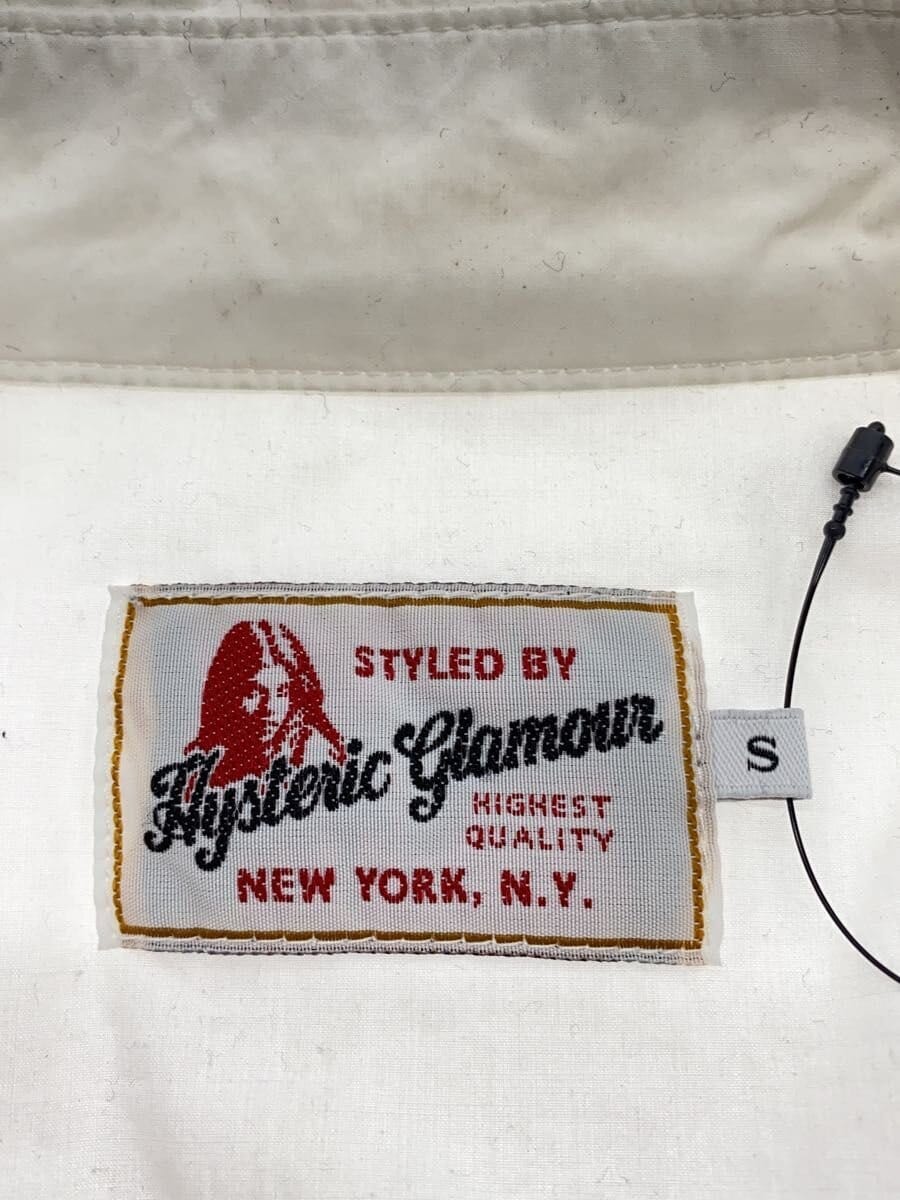 STYLED BY
Hysteric Glamour
HIGHEST
QUALITY
NEW YORK, N.Y.
S